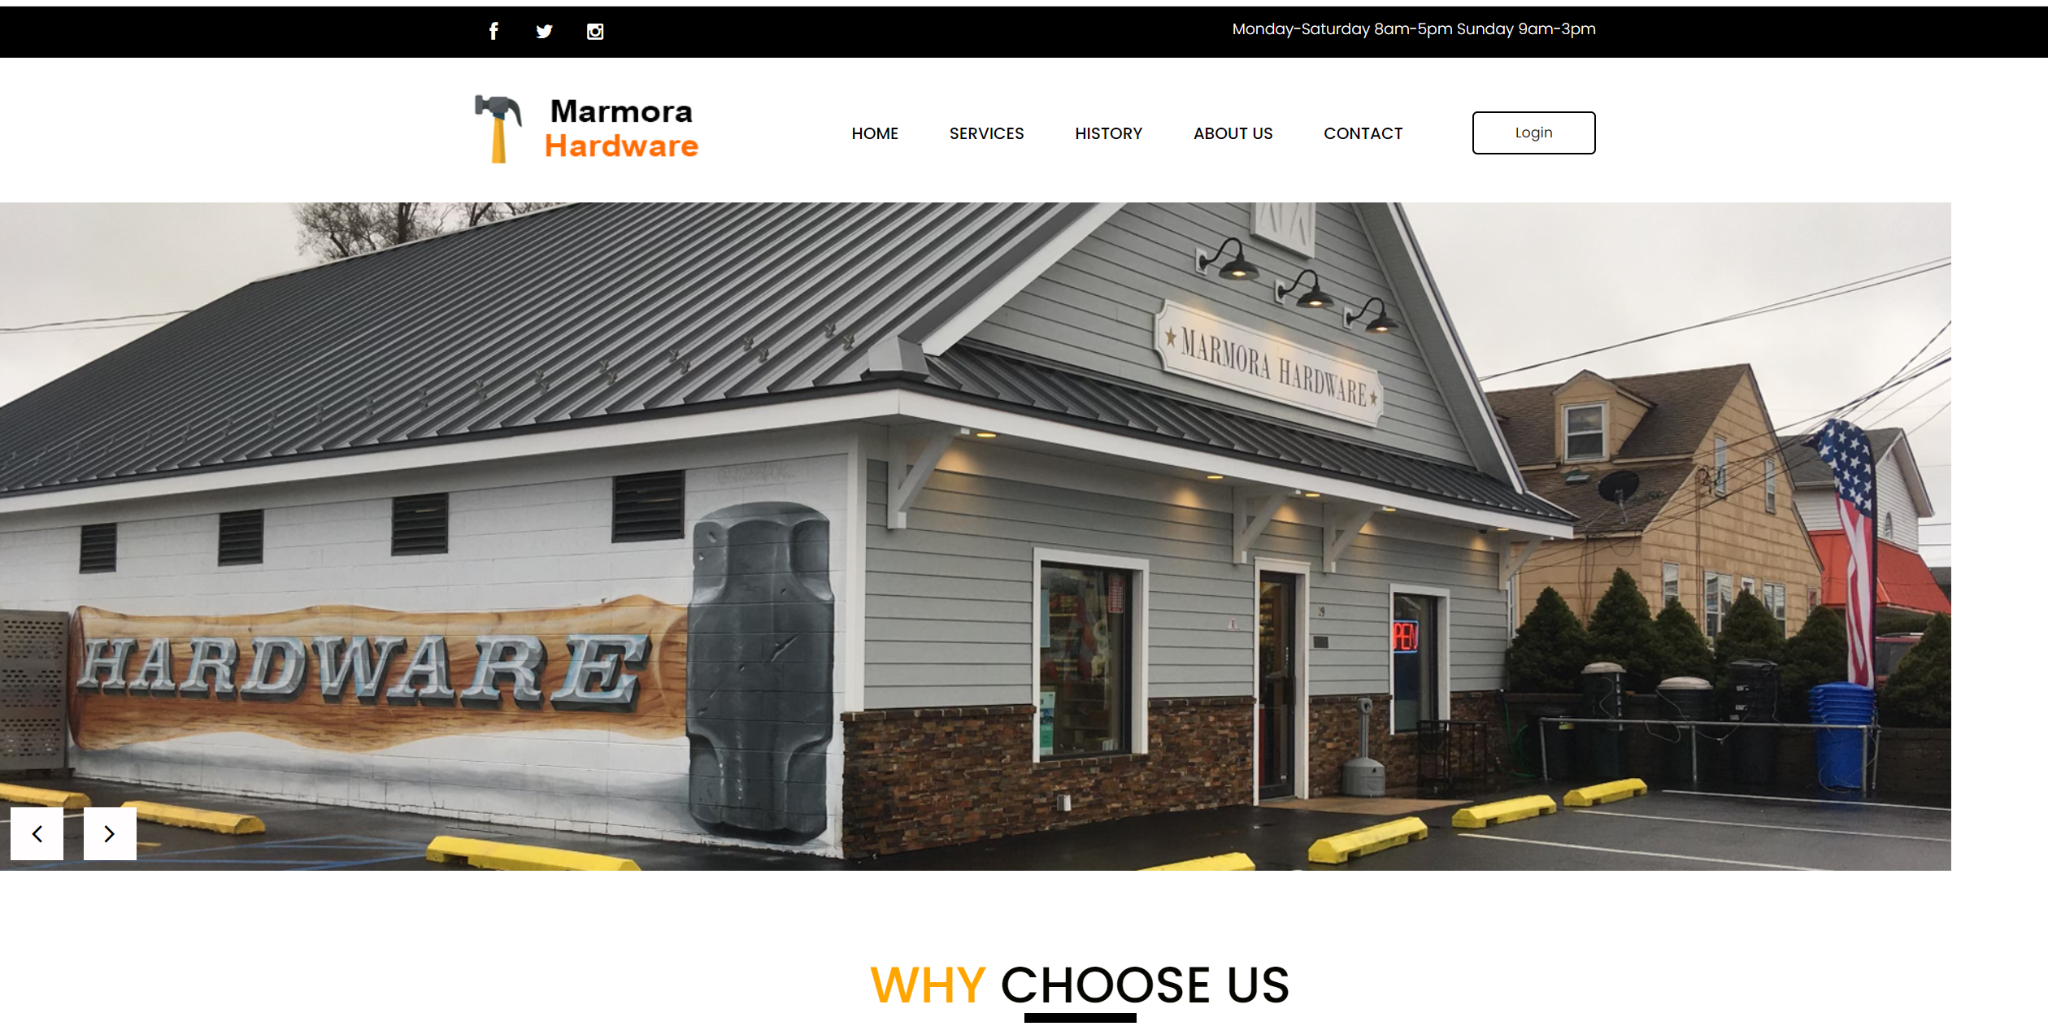 Monday-Saturday 8am-5pm Sunday 9am-3pm
Marmora
Hardware
HOME
SERVICES
HISTORY
ABOUT US
CONTACT
Login
MARMORA HARDWARE
HARDWARE
PEN
WHY CHOOSE US